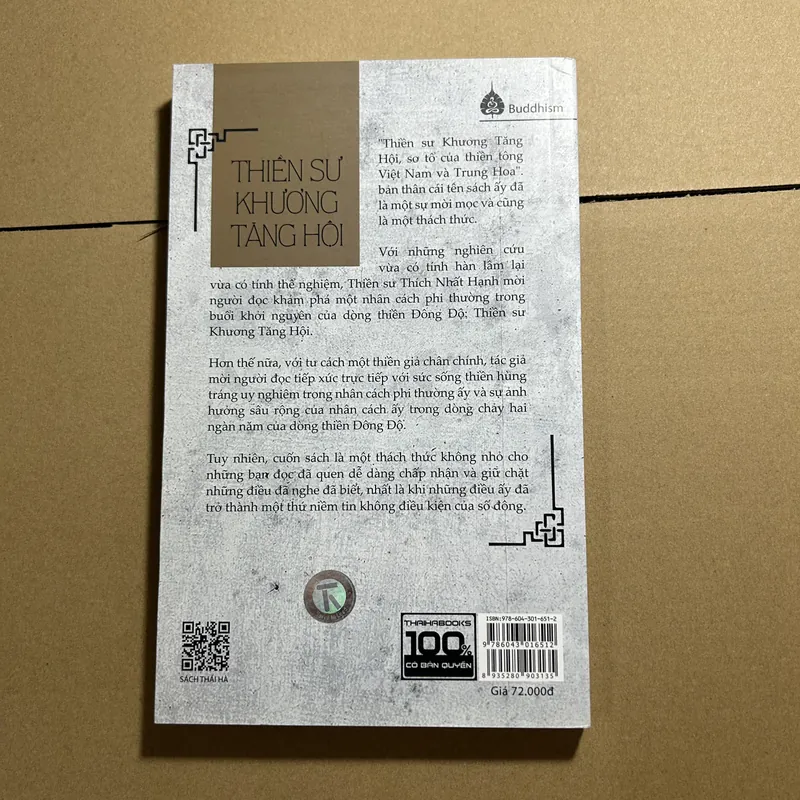 Buddhism
THIỀN SƯ
KHƯƠNG
TĂNG HỘI
"Thiền sư Khương Tăng
Hội, sơ tổ của thiền tông
Việt Nam và Trung Hoa".
bản thân cái tên sách ấy đã
là một sự mời mọc và cũng
là một thách thức.
Với những nghiên cứu
vừa có tính hàn lâm lại
vừa có tính thể nghiệm, Thiền sư Thích Nhất Hạnh mời
người đọc khám phá một nhân cách phi thường trong
buổi khởi nguyên của dòng thiền Đông Độ: Thiền sư
Khương Tăng Hội.
Hơn thế nữa, với tư cách một thiền giả chân chính, tác giả
mời người đọc tiếp xúc trực tiếp với sức sống thiền hùng
tráng uy nghiêm trong nhân cách phi thường ấy và sự ảnh
hưởng sâu rộng của nhân cách ấy trong dòng chảy hai
ngàn năm của dòng thiền Đông Độ.
Tuy nhiên, cuốn sách là một thách thức không nhỏ cho
những bạn đọc đã quen dễ dàng chấp nhận và giữ chặt
những điều đã nghe đã biết, nhất là khi những điều ấy đã
trở thành một thứ niềm tin không điều kiện của số đông.
SÁCH THÁI HÀ
THAIHABOOKS
100%
CÓ BẢN QUYỀN
ISBN: 978-604-301-651-2
9 786043 016512
8 935280 903135
Giá 72.000đ